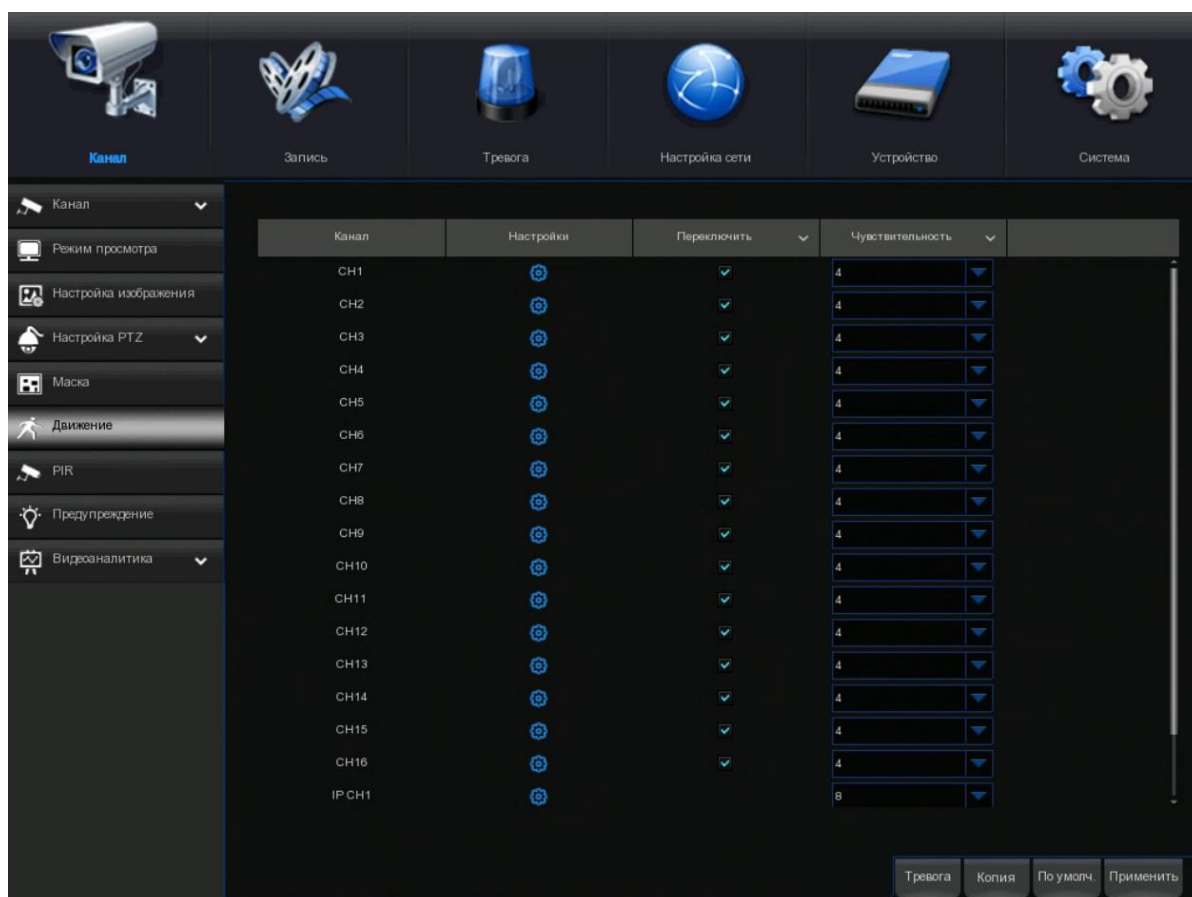 Канал Запись Тревога Настройка сети Устройство Система
Канал
Режим просмотра
Настройка изображения
Настройка PTZ
Маска
Движение
PIR
Предупреждение
Видеоаналитика
Канал Настройки Переключить Чувствительность
CH1 4
CH2 4
CH3 4
CH4 4
CH5 4
CH6 4
CH7 4
CH8 4
CH9 4
CH10 4
CH11 4
CH12 4
CH13 4
CH14 4
CH15 4
CH16 4
IP CH1 8
Тревога Копия По умолч. Применить